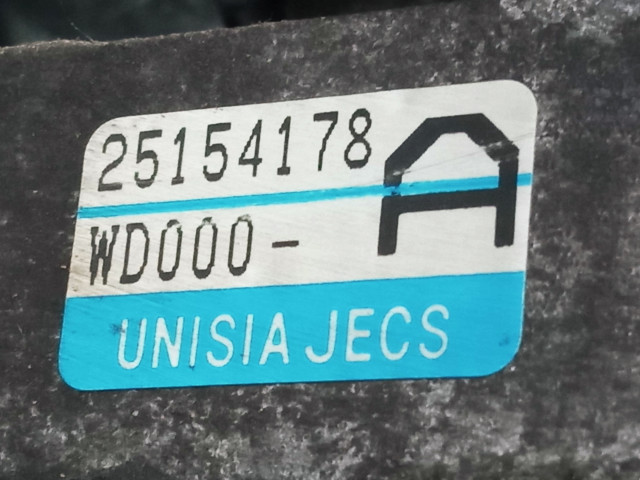 25154178
WD000- A
UNISIA JECS